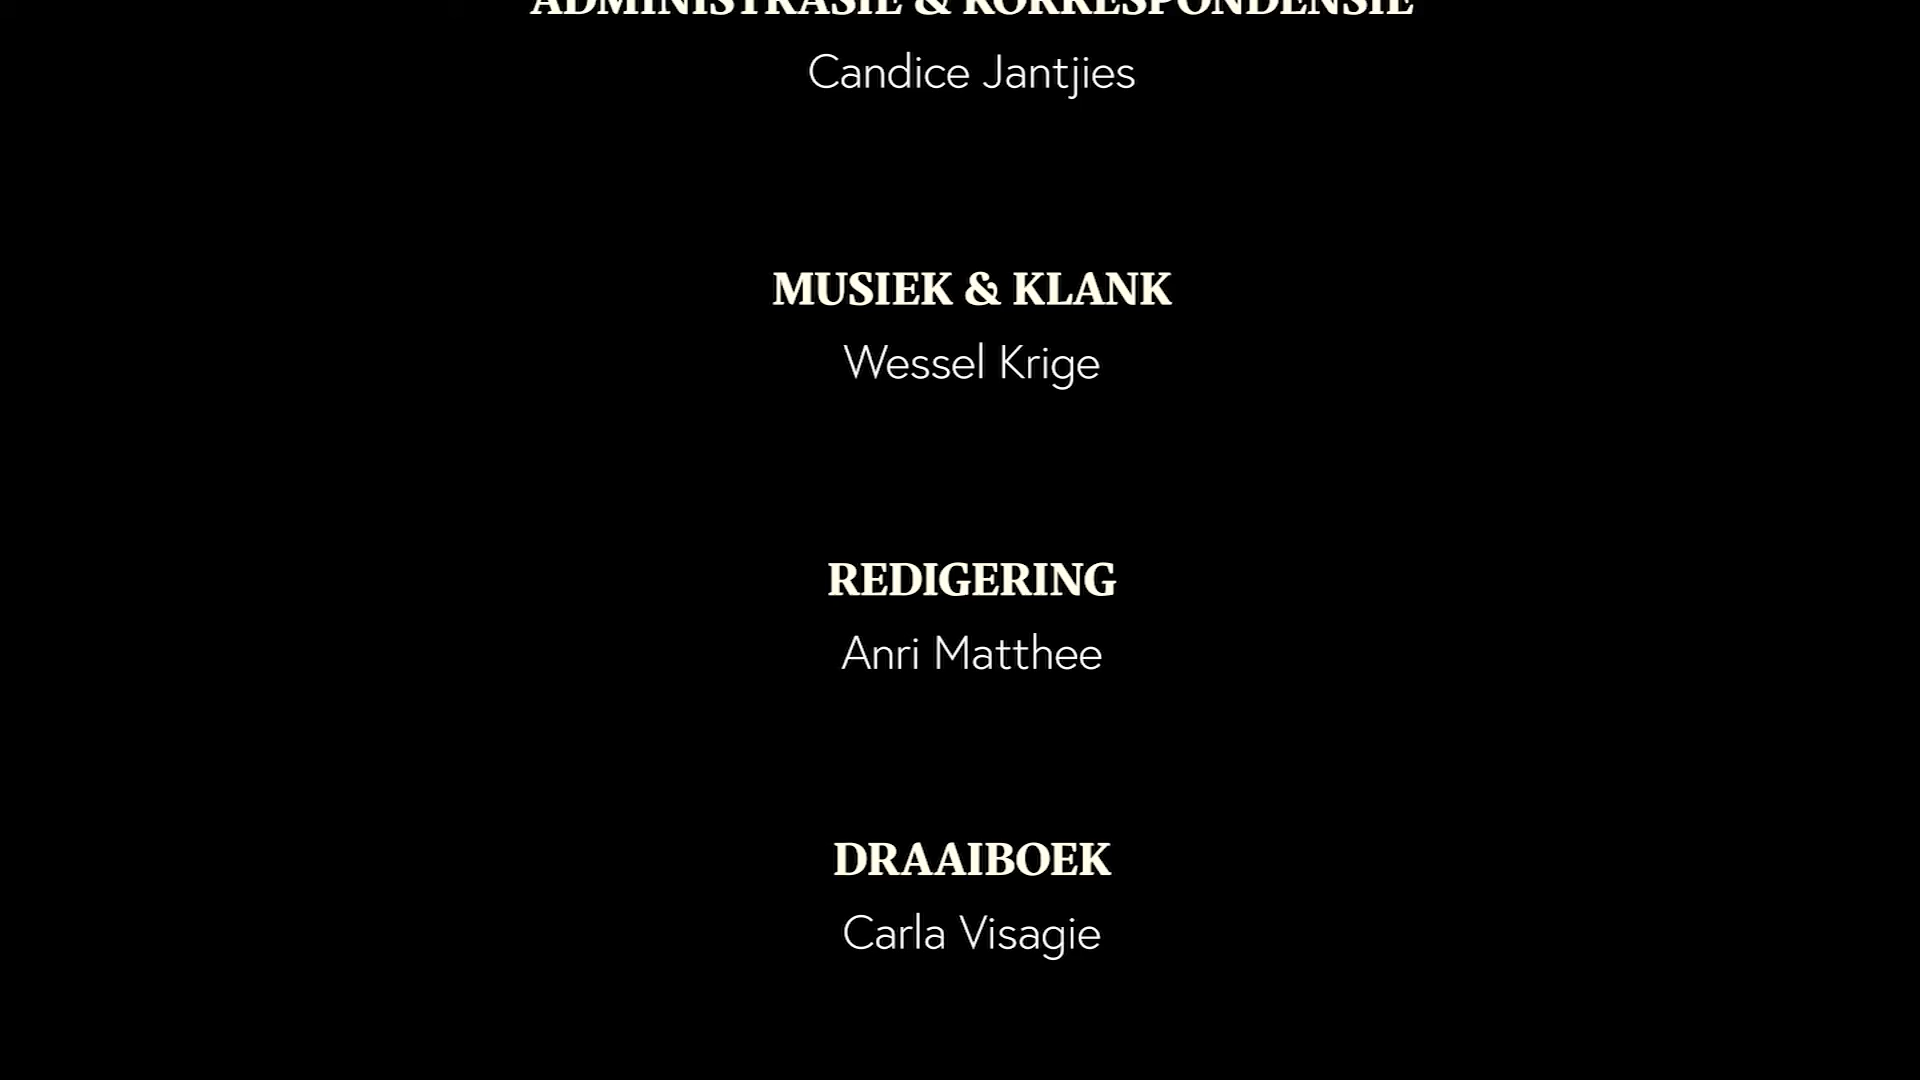 ADMINISTRASIE & KORRESPONDENSIE
Candice Jantjies
MUSIEK & KLANK
Wessel Krige
REDIGERING
Anri Matthee
DRAAIBOEK
Carla Visagie